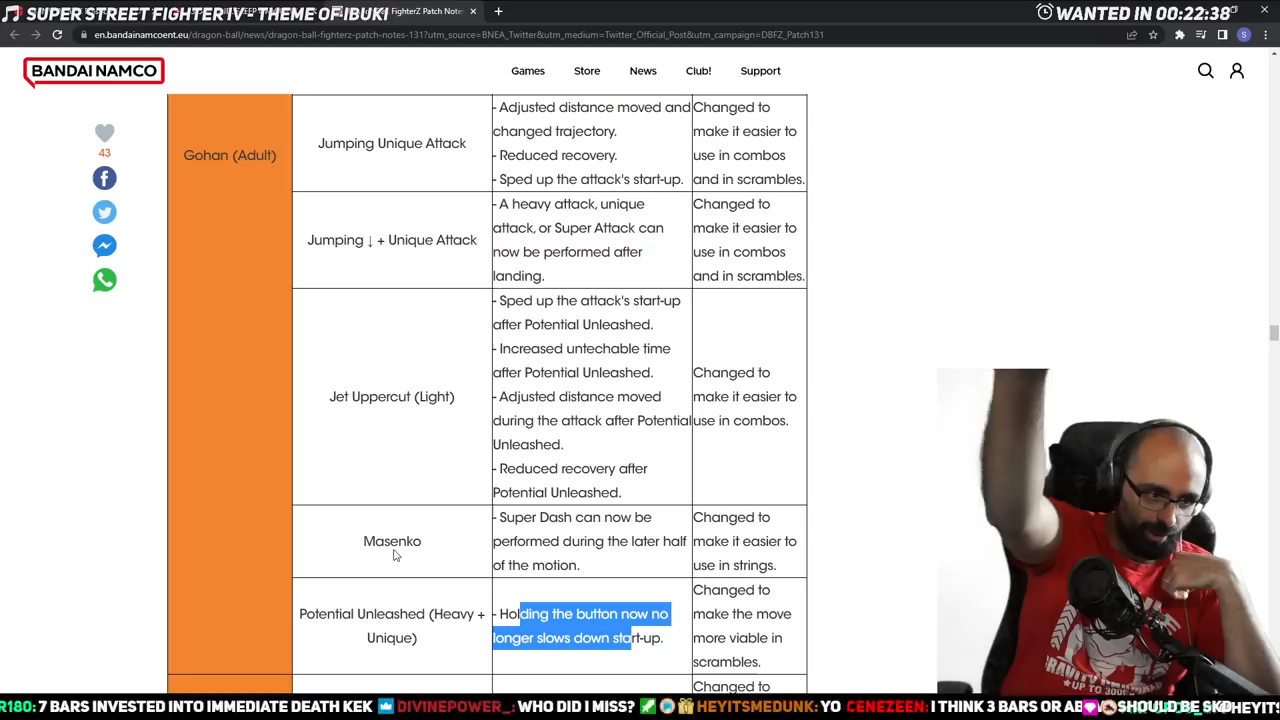 SUPER STREET FIGHTER IV - THEME OF IBUKI
FighterZ Patch Note
WANTED IN 00:22:38
en.bandainamcoent.eu/dragon-ball/news/dragon-ball-fighterz-patch-notes-131?utm_source=BNEA_Twitter&utm_medium=Twitter_Official_Post&utm_campaign=DBFZ_Patch131
BANDAI NAMCO
Games Store News Club! Support
43
Gohan (Adult)
Jumping Unique Attack
- Adjusted distance moved and
changed trajectory.
- Reduced recovery.
- Sped up the attack's start-up.
Changed to
make it easier to
use in combos
and in scrambles.
Jumping ↓ + Unique Attack
- A heavy attack, unique
attack, or Super Attack can
now be performed after
landing.
Changed to
make it easier to
use in combos
and in scrambles.
Jet Uppercut (Light)
- Sped up the attack's start-up
after Potential Unleashed.
- Increased untechable time
after Potential Unleashed.
- Adjusted distance moved
during the attack after Potential
Unleashed.
- Reduced recovery after
Potential Unleashed.
Changed to
make it easier to
use in combos.
Masenko
- Super Dash can now be
performed during the later half
of the motion.
Changed to
make it easier to
use in strings.
Potential Unleashed (Heavy +
Unique)
- Holding the button now no
longer slows down start-up.
Changed to
make the move
more viable in
scrambles.
Changed to
GRAVITY
UP TO 300
R180: 7 BARS INVESTED INTO IMMEDIATE DEATH KEK DIVINEPOWER_: WHO DID I MISS? HEYITSMEDUNK: YO CENEZEEN: I THINK 3 BARS OR ABOVE SHOULD BE SKD HEYITS